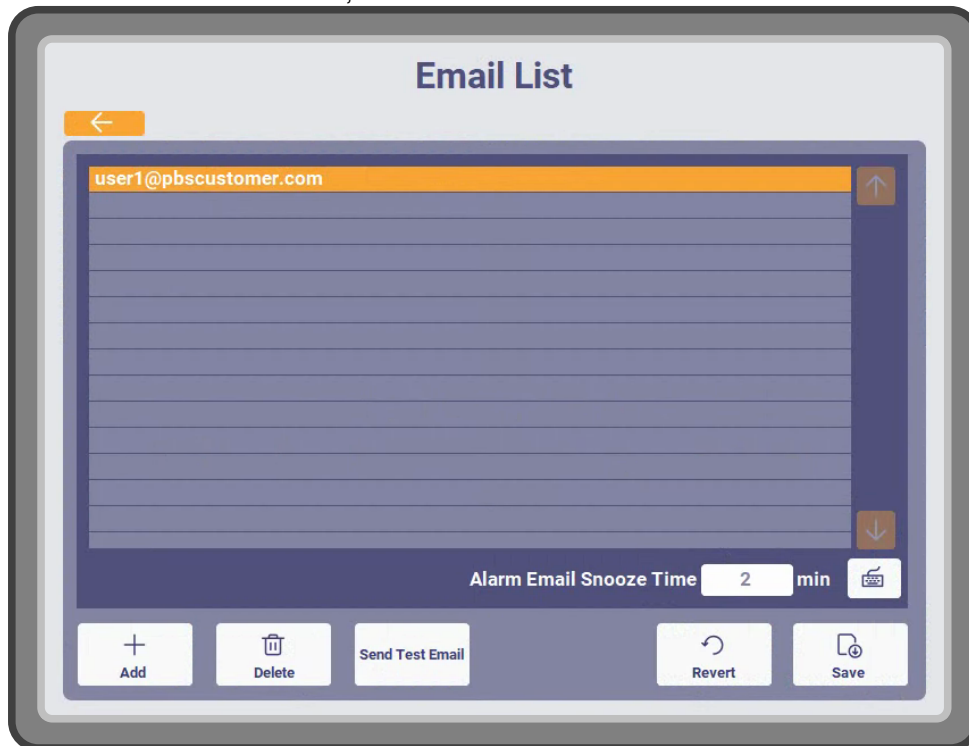 Email List
user1@pbscustomer.com
Alarm Email Snooze Time 2 min
Add Delete Send Test Email Revert Save